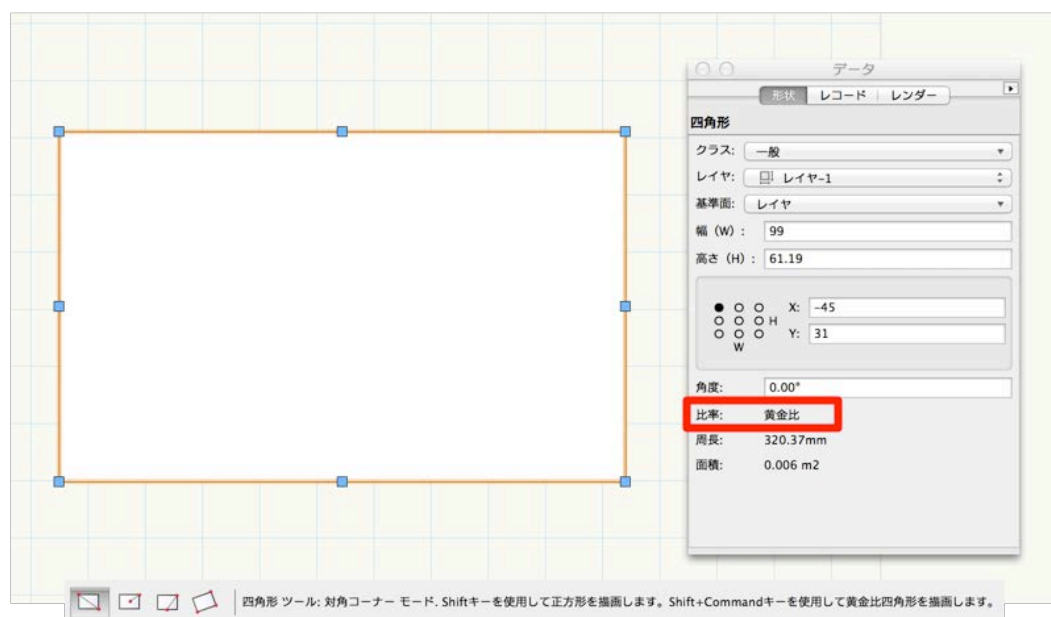 データ
形状 レコード レンダー
四角形
クラス: 一般
レイヤ: レイヤ-1
基準面: レイヤ
幅（W）: 99
高さ（H）: 61.19
X: -45
H
Y: 31
W
角度: 0.00°
比率: 黄金比
周長: 320.37mm
面積: 0.006 m2
四角形 ツール: 対角コーナー モード. Shiftキーを使用して正方形を描画します。Shift+Commandキーを使用して黄金比四角形を描画します。